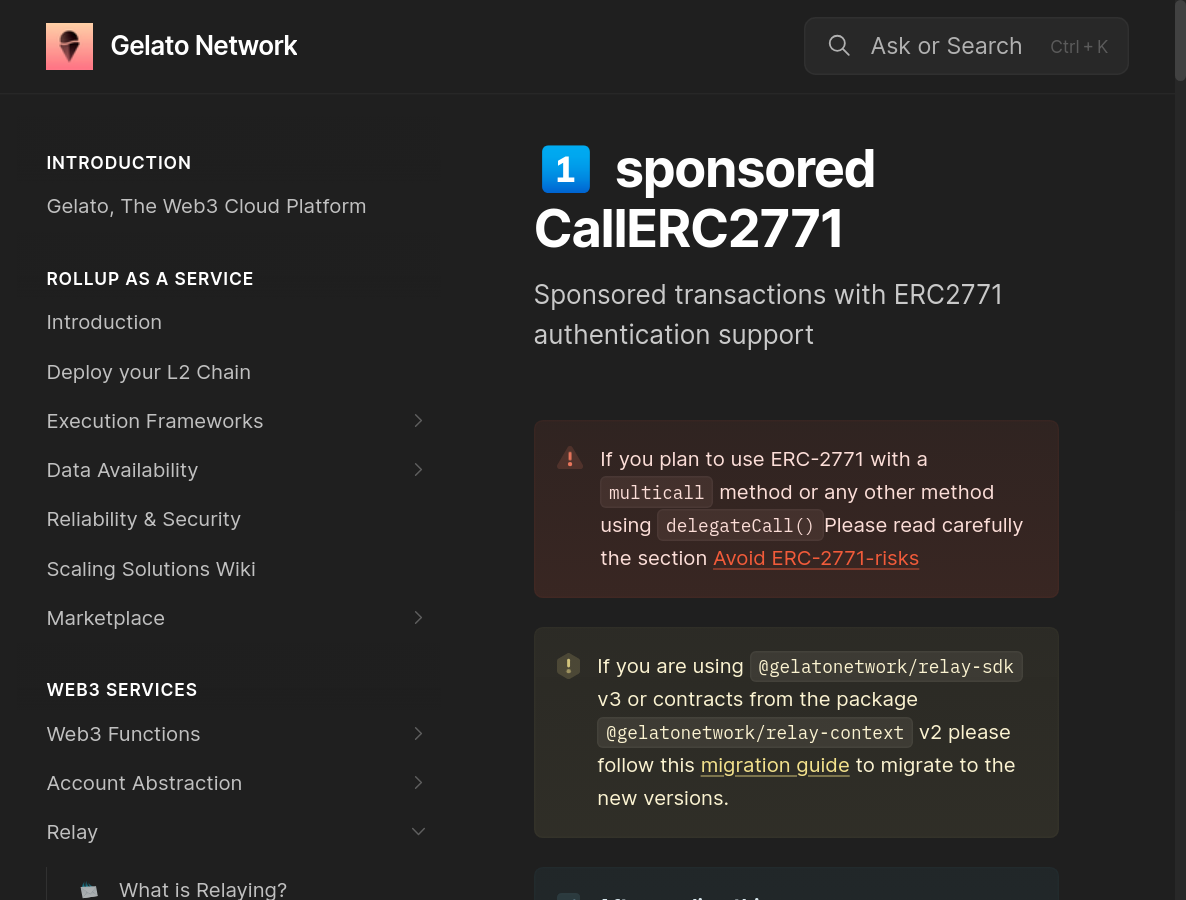 Gelato Network
Ask or Search Ctrl + K
INTRODUCTION
Gelato, The Web3 Cloud Platform
ROLLUP AS A SERVICE
Introduction
Deploy your L2 Chain
Execution Frameworks
Data Availability
Reliability & Security
Scaling Solutions Wiki
Marketplace
WEB3 SERVICES
Web3 Functions
Account Abstraction
Relay
What is Relaying?
1 sponsored
CallERC2771
Sponsored transactions with ERC2771
authentication support
If you plan to use ERC-2771 with a
multicall method or any other method
using delegateCall() Please read carefully
the section Avoid ERC-2771-risks
If you are using @gelatonetwork/relay-sdk
v3 or contracts from the package
@gelatonetwork/relay-context v2 please
follow this migration guide to migrate to the
new versions.